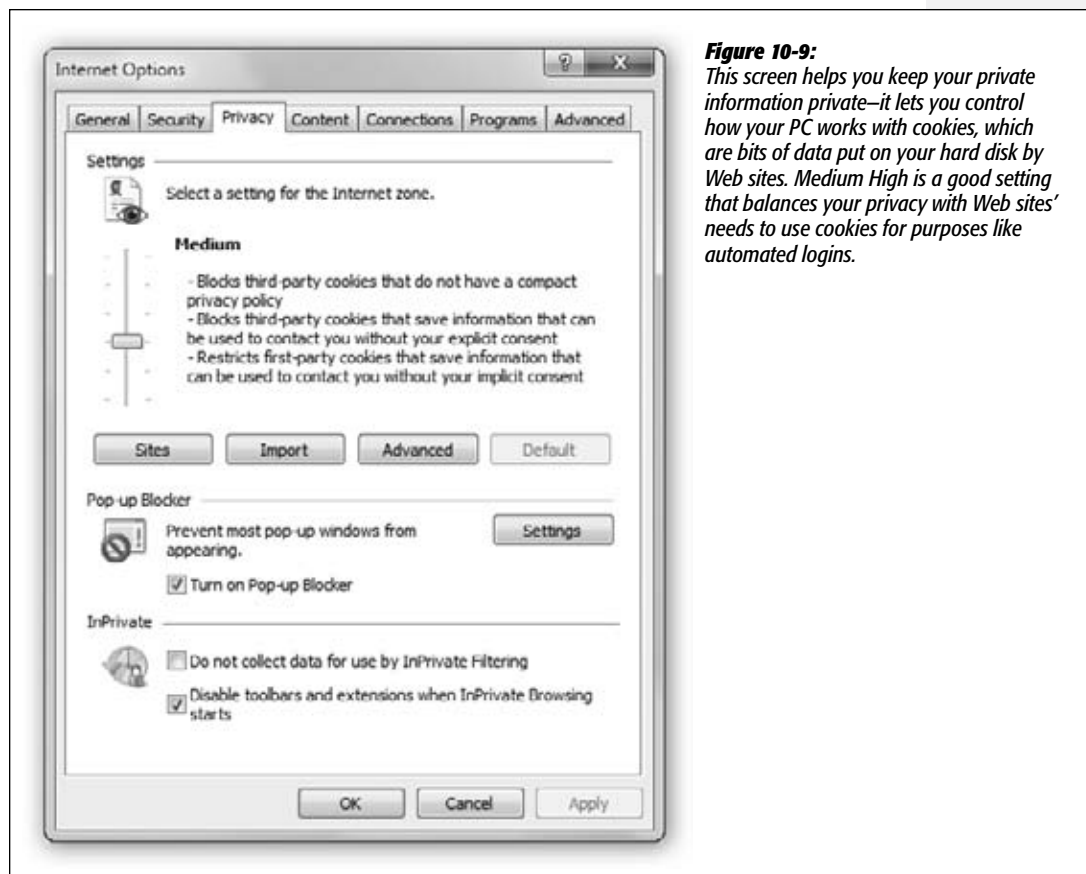 Internet Options
General Security Privacy Content Connections Programs Advanced
Settings
Select a setting for the Internet zone.
Medium
- Blocks third-party cookies that do not have a compact
privacy policy
- Blocks third-party cookies that save information that can
be used to contact you without your explicit consent
- Restricts first-party cookies that save information that
can be used to contact you without your implicit consent
Sites Import Advanced Default
Pop-up Blocker
Prevent most pop-up windows from
appearing.
Settings
Turn on Pop-up Blocker
InPrivate
Do not collect data for use by InPrivate Filtering
Disable toolbars and extensions when InPrivate Browsing
starts
OK Cancel Apply
Figure 10-9:
This screen helps you keep your private
information private—it lets you control
how your PC works with cookies, which
are bits of data put on your hard disk by
Web sites. Medium High is a good setting
that balances your privacy with Web sites’
needs to use cookies for purposes like
automated logins.